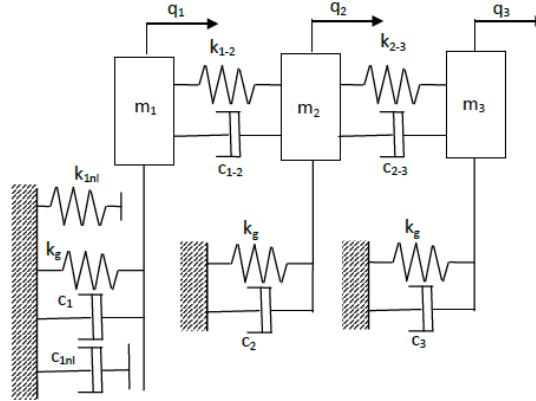 q1 q2 q3
k1-2 k2-3
m1 m2 m3
c1-2 c2-3
k1nl
kg kg kg
c1
c2 c3
c1nl